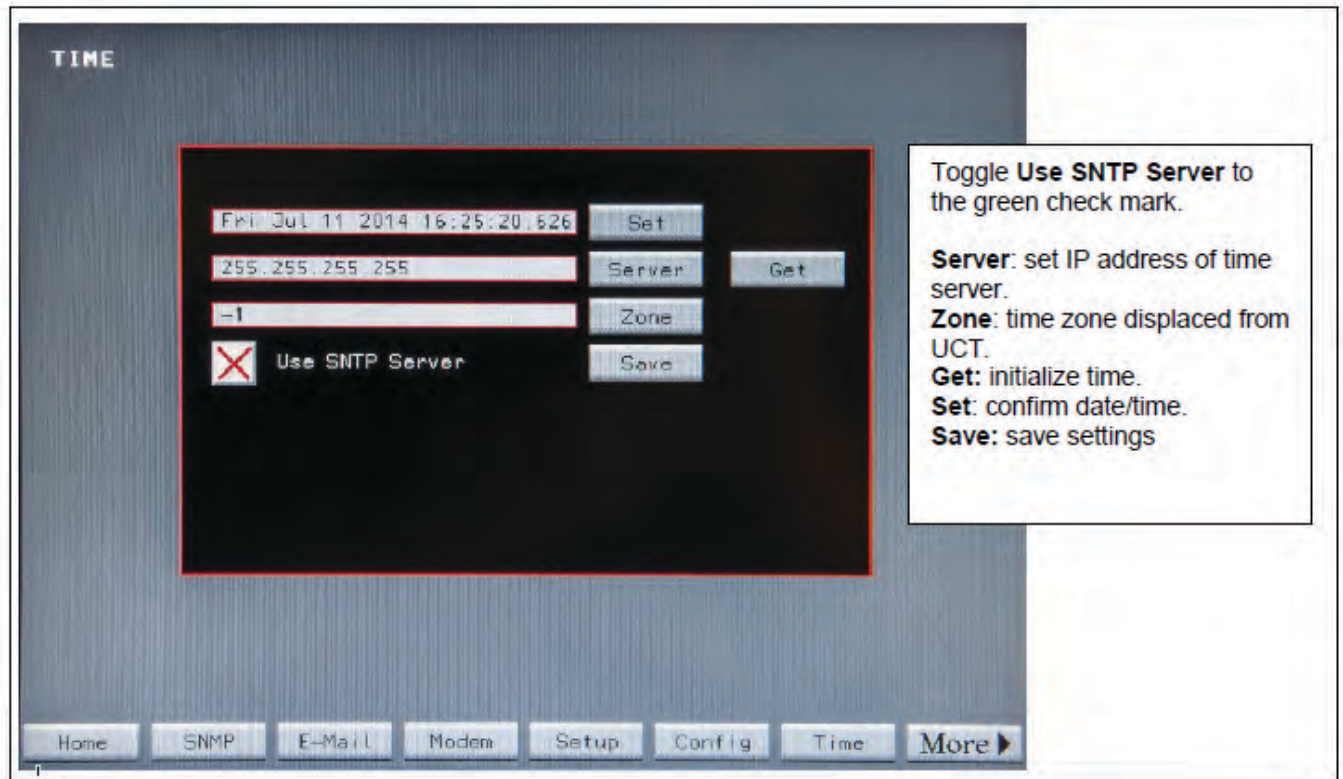 TIME
Fri Jul 11 2014 16:25:20.626
Set
255.255.255.255
Server
Get
-1
Zone
Use SNTP Server
Save
Toggle Use SNTP Server to
the green check mark.
Server: set IP address of time
server.
Zone: time zone displaced from
UCT.
Get: initialize time.
Set: confirm date/time.
Save: save settings
Home
SNMP
E-Mail
Modem
Setup
Config
Time
More